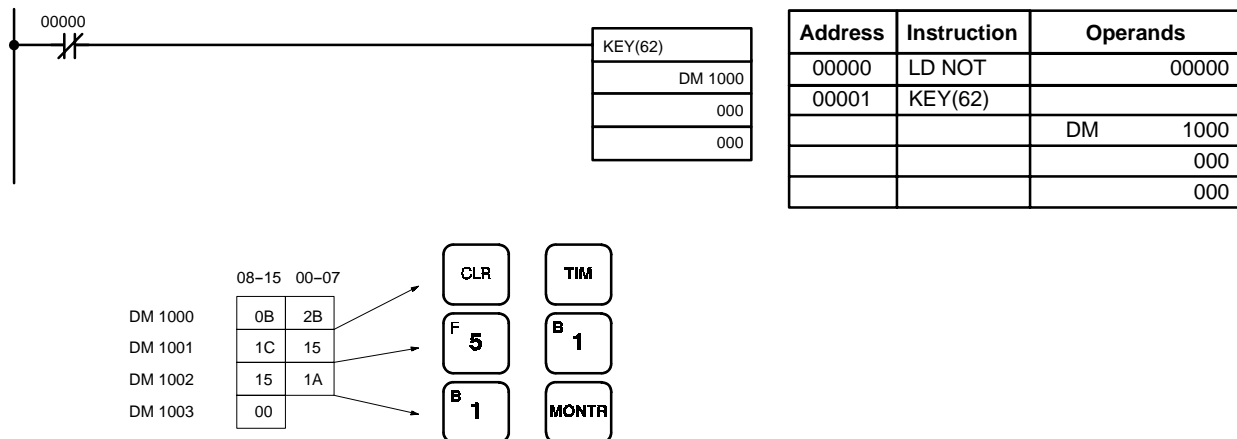 00000
KEY(62)
DM 1000
000
000
Address Instruction Operands
00000 LD NOT 00000
00001 KEY(62)
DM 1000
000
000
08–15 00–07
DM 1000 0B 2B
DM 1001 1C 15
DM 1002 15 1A
DM 1003 00
CLR TIM
F 5 B 1
B 1 MONTR